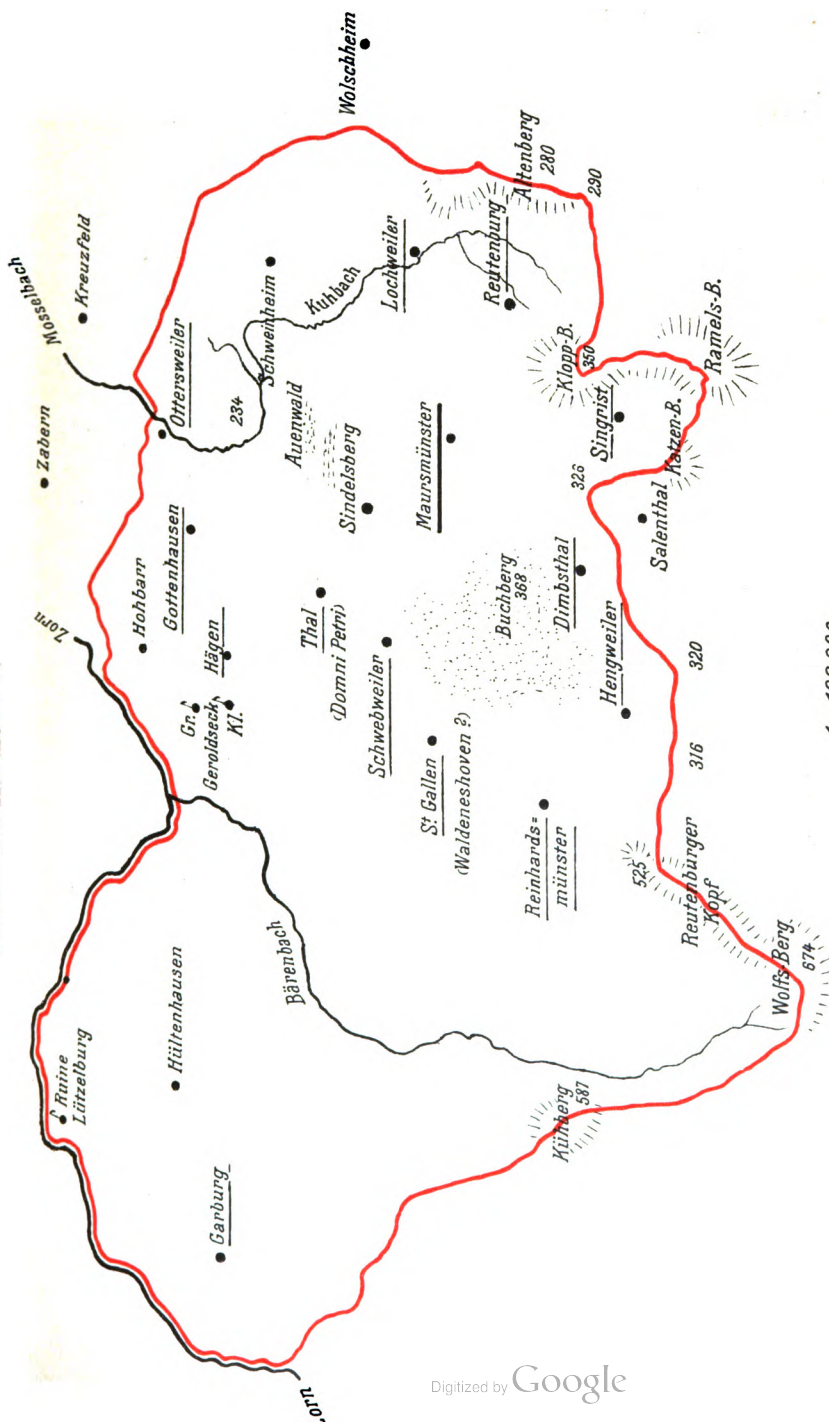 Wolschheim
Mosselbach
Kreuzfeld
Zabern
Ottersweiler
234
Schweinheim
Kuhbach
Lochweiler
Altenberg
280
290
Reutenburg
Auenwald
Sindelsberg
Maursmünster
Klopp-B.
350
Ramels-B.
Singrist
Katzen-B.
326
Salenthal
Zorn
Hohbarr
Gottenhausen
Hägen
Thal
(Domni Petri)
Buchberg
368
Dimbsthal
Gr.
Geroldseck
Kl.
Schwebweiler
Hengweiler
320
St Gallen
(Waldeneshoven ?)
316
Reinhards=
münster
525
Reutenburger
Kopf
Bärenbach
Wolfs-Berg
674
Hültenhausen
Ruine
Lützelburg
Kühberg
587
Garburg
orn
Digitized by Google